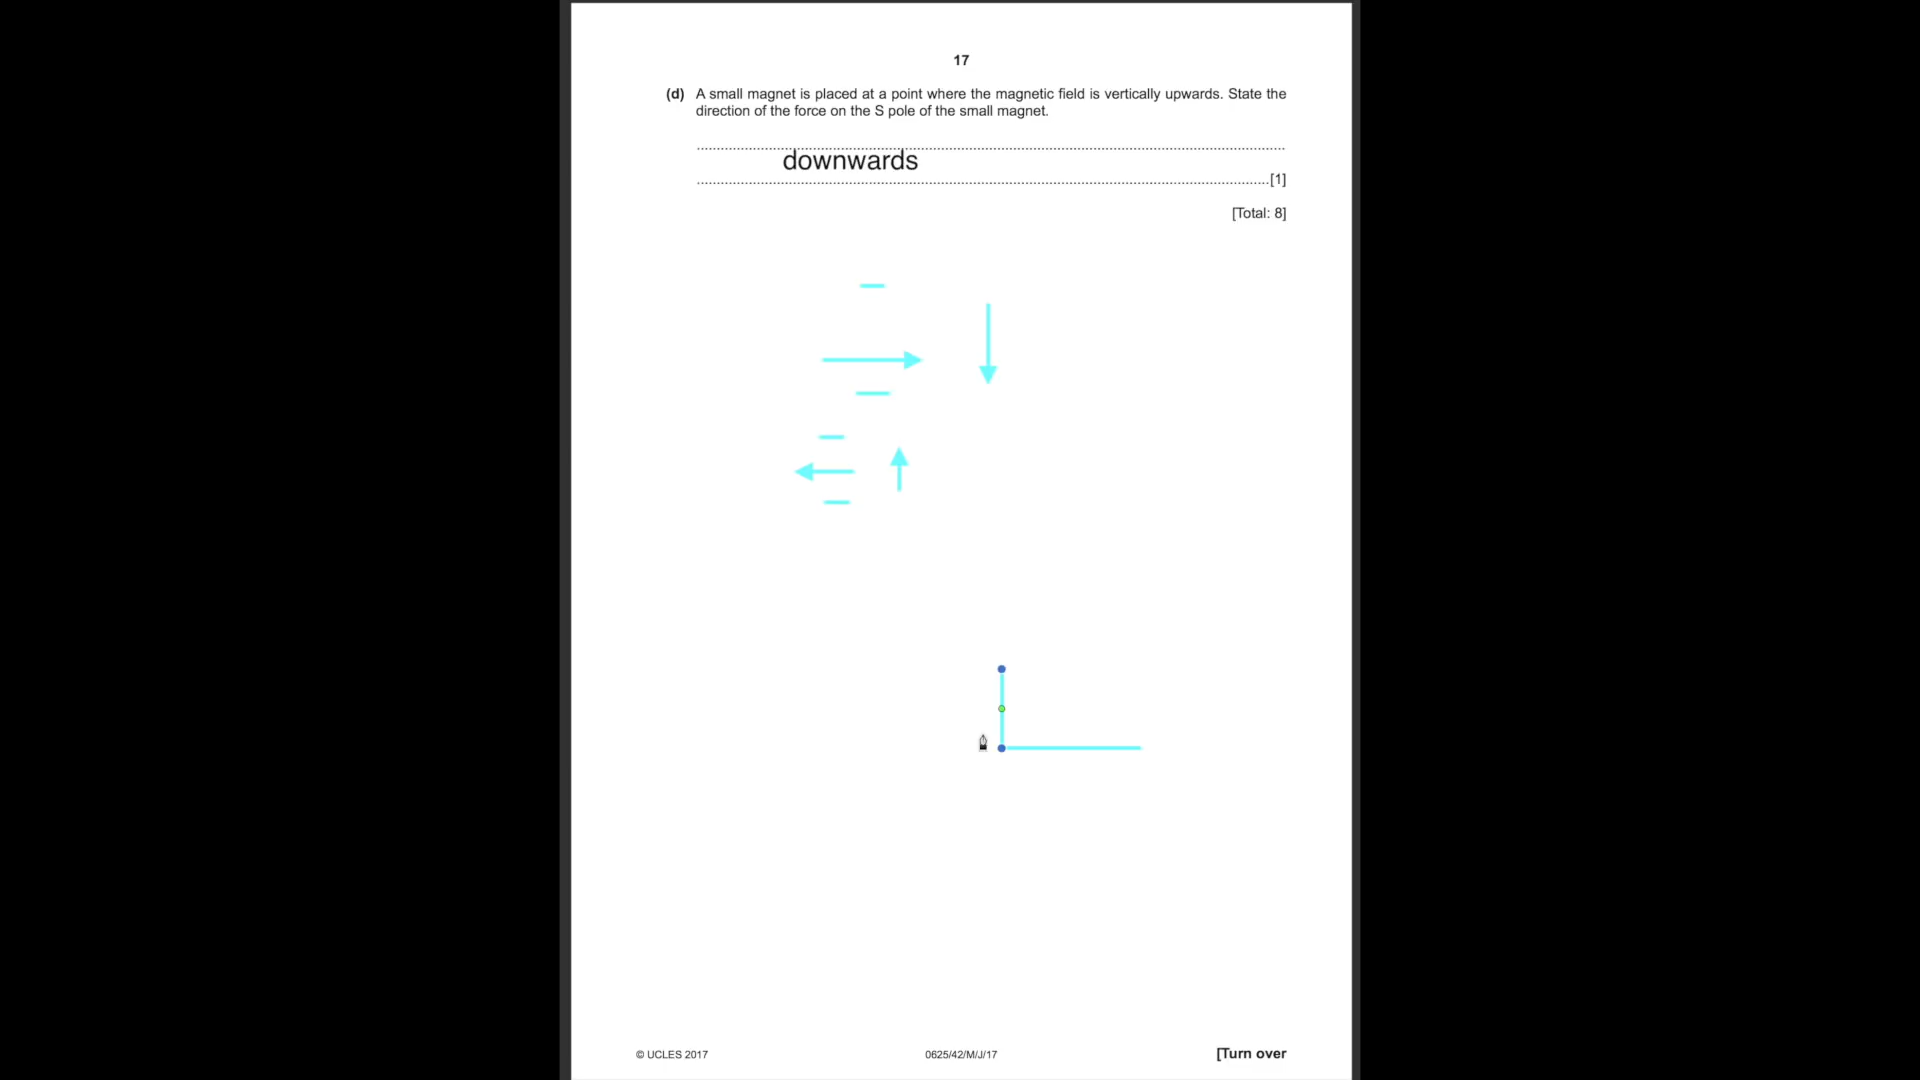 17
(d) A small magnet is placed at a point where the magnetic field is vertically upwards. State the
direction of the force on the S pole of the small magnet.
downwards
[1]
[Total: 8]
© UCLES 2017
0625/42/M/J/17
[Turn over